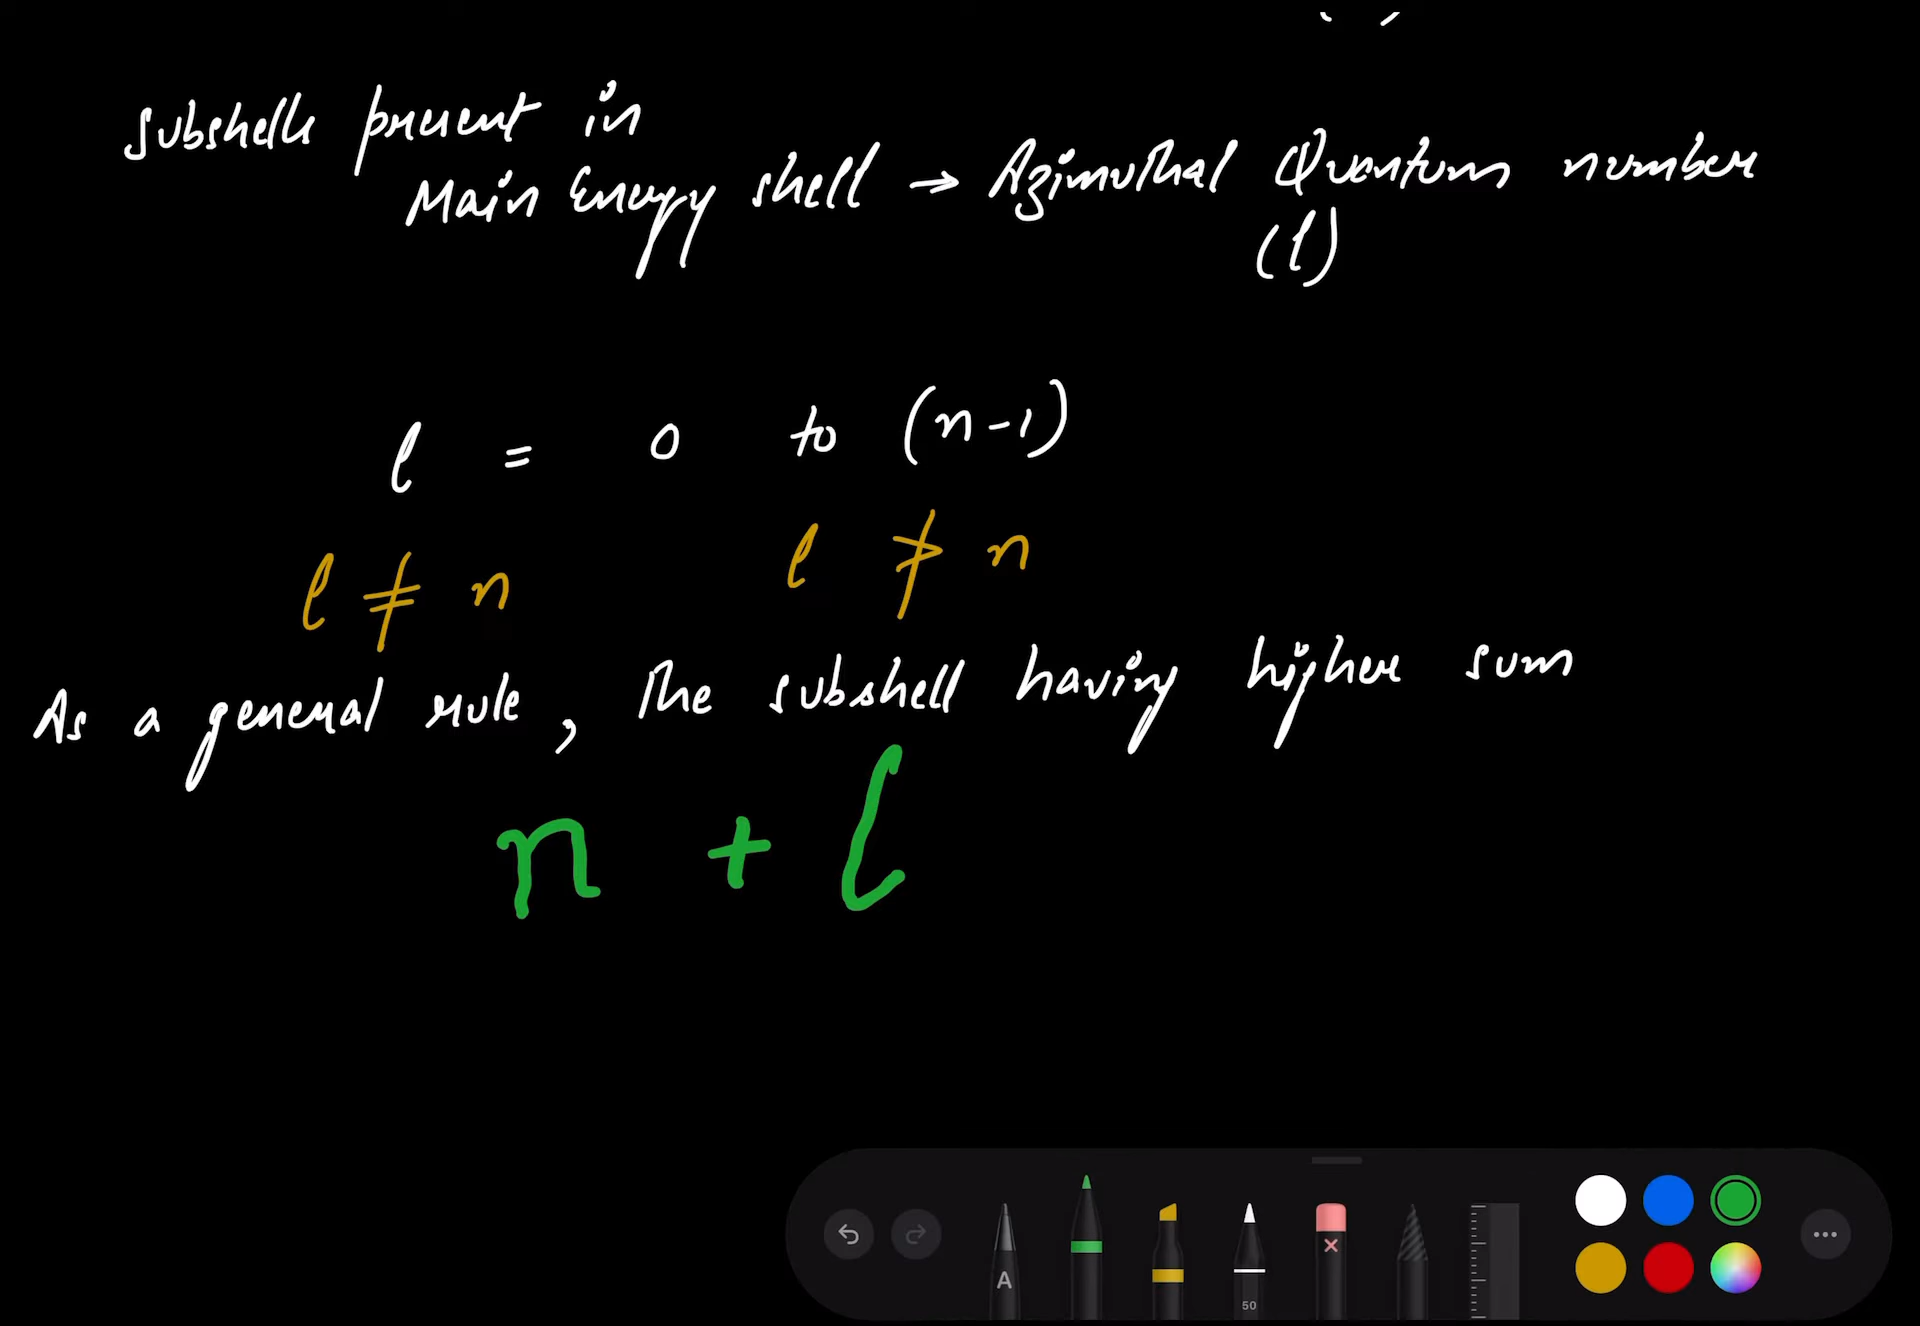 subshells present in
Main Energy shell → Azimuthal Quantum number
(l)
l = 0 to (n-1)
l ≠ n l ≯ n
As a general rule, the subshell having higher sum
n + l
A
50